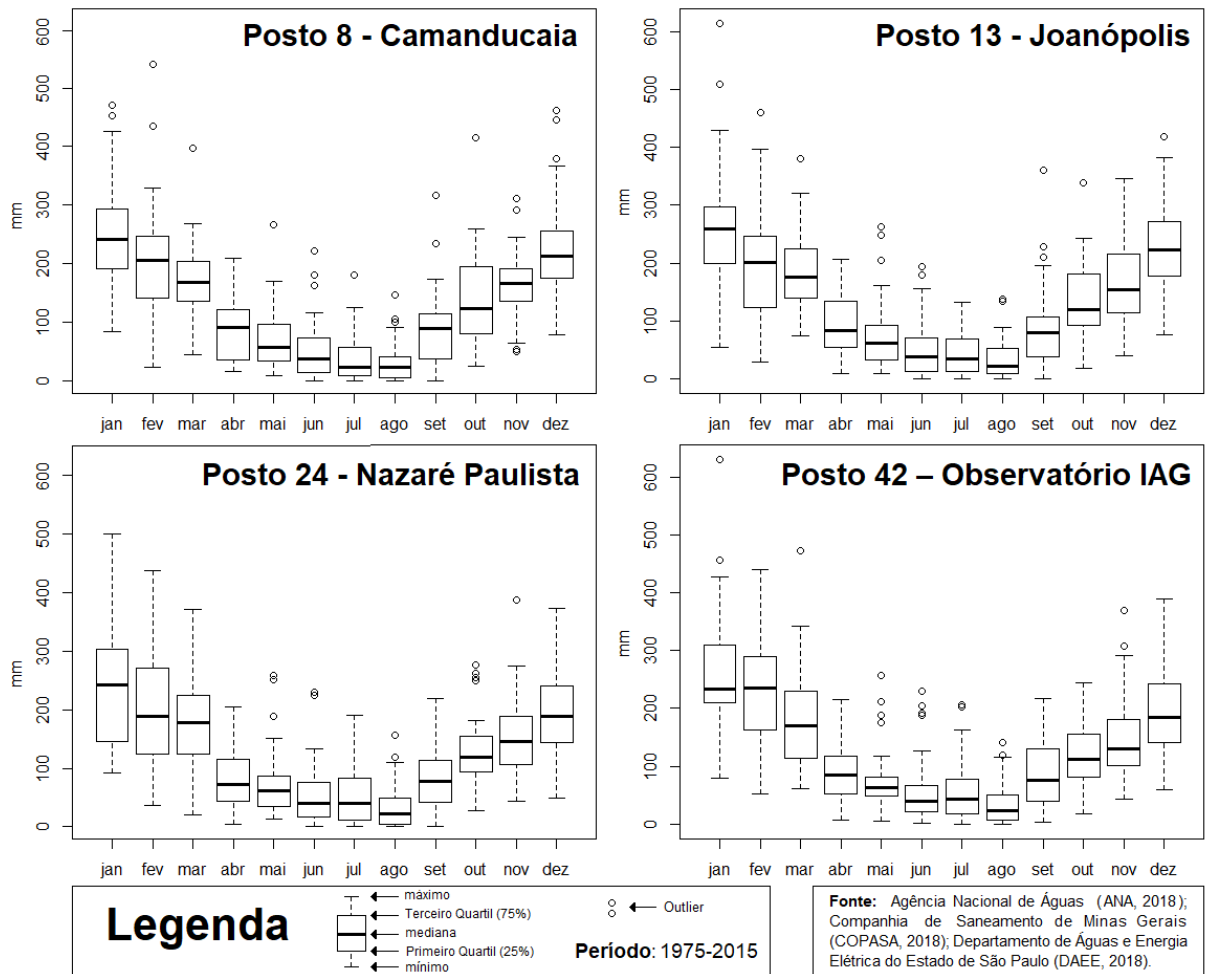 Posto 8 - Camanducaia
600
500
400
300
200
100
0
mm
jan fev mar abr mai jun jul ago set out nov dez
Posto 13 - Joanópolis
600
500
400
300
200
100
0
mm
jan fev mar abr mai jun jul ago set out nov dez
Posto 24 - Nazaré Paulista
600
500
400
300
200
100
0
mm
jan fev mar abr mai jun jul ago set out nov dez
Posto 42 – Observatório IAG
600
500
400
300
200
100
0
mm
jan fev mar abr mai jun jul ago set out nov dez
Legenda
máximo
Terceiro Quartil (75%)
mediana
Primeiro Quartil (25%)
mínimo
Outlier
Período: 1975-2015
Fonte: Agência Nacional de Águas (ANA, 2018);
Companhia de Saneamento de Minas Gerais
(COPASA, 2018); Departamento de Águas e Energia
Elétrica do Estado de São Paulo (DAEE, 2018).